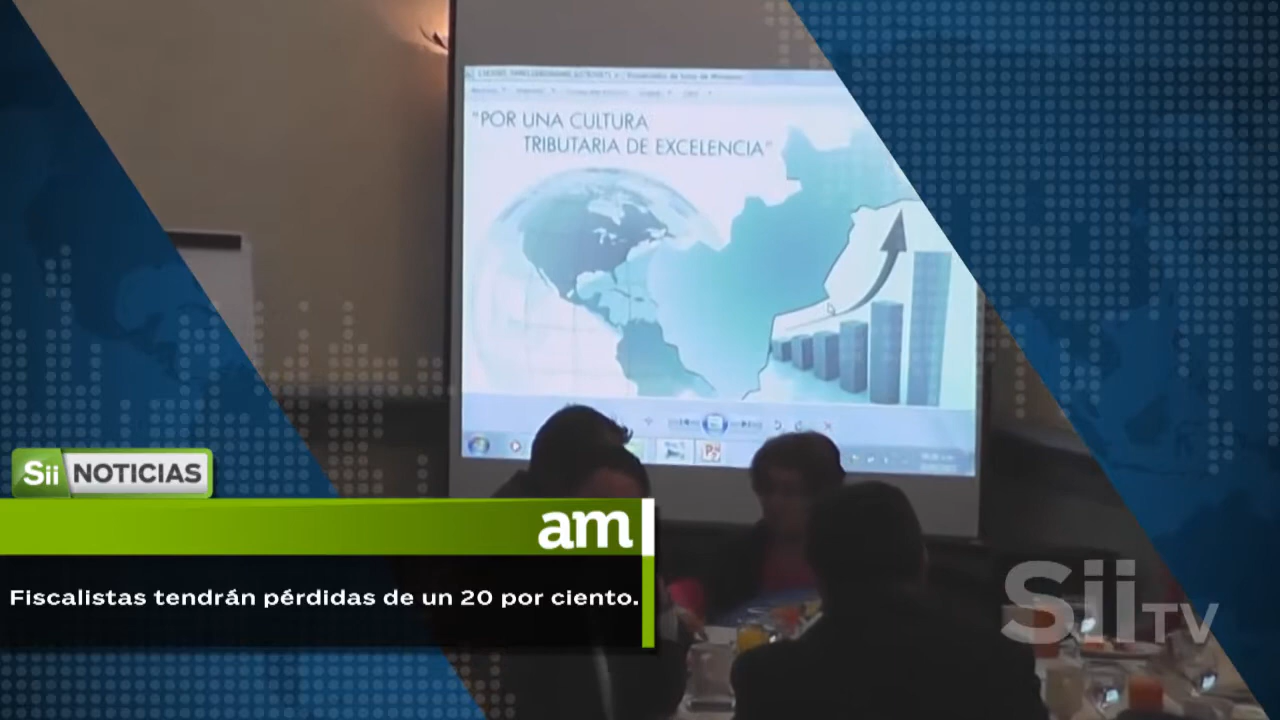 "POR UNA CULTURA
TRIBUTARIA DE EXCELENCIA"
Sii NOTICIAS
am
Fiscalistas tendrán pérdidas de un 20 por ciento.
Sii TV